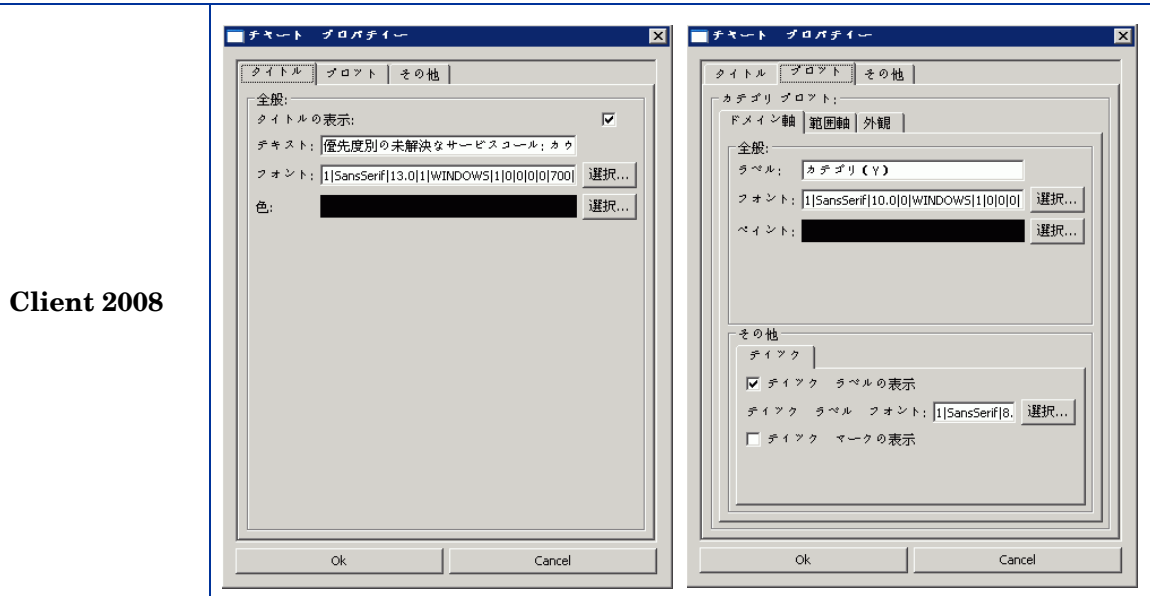 Client 2008
チャート プロパティー
タイトル プロット その他
全般:
タイトルの表示:
テキスト: 優先度別の未解決なサービスコール: カウ
フォント: 1|SansSerif|13.0|1|WINDOWS|1|0|0|0|0|700| 選択...
色: 選択...
Ok Cancel
チャート プロパティー
タイトル プロット その他
カテゴリ プロット:
ドメイン軸 範囲軸 外観
全般:
ラベル: カテゴリ(Y)
フォント: 1|SansSerif|10.0|0|WINDOWS|1|0|0|0| 選択...
ペイント: 選択...
その他
ティック
ティック ラベルの表示
ティック ラベル フォント: 1|SansSerif|8. 選択...
ティック マークの表示
Ok Cancel